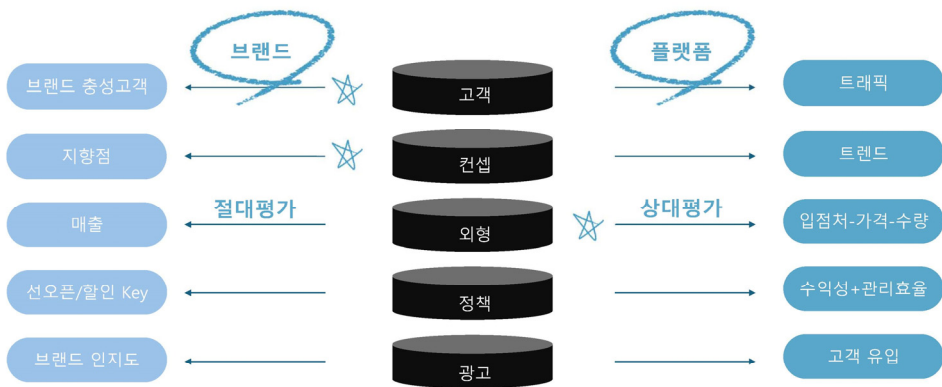 브랜드
플랫폼
브랜드 충성고객
고객
트래픽
지향점
컨셉
트렌드
절대평가
상대평가
매출
외형
입점처-가격-수량
선오픈/할인 Key
정책
수익성+관리효율
브랜드 인지도
광고
고객 유입